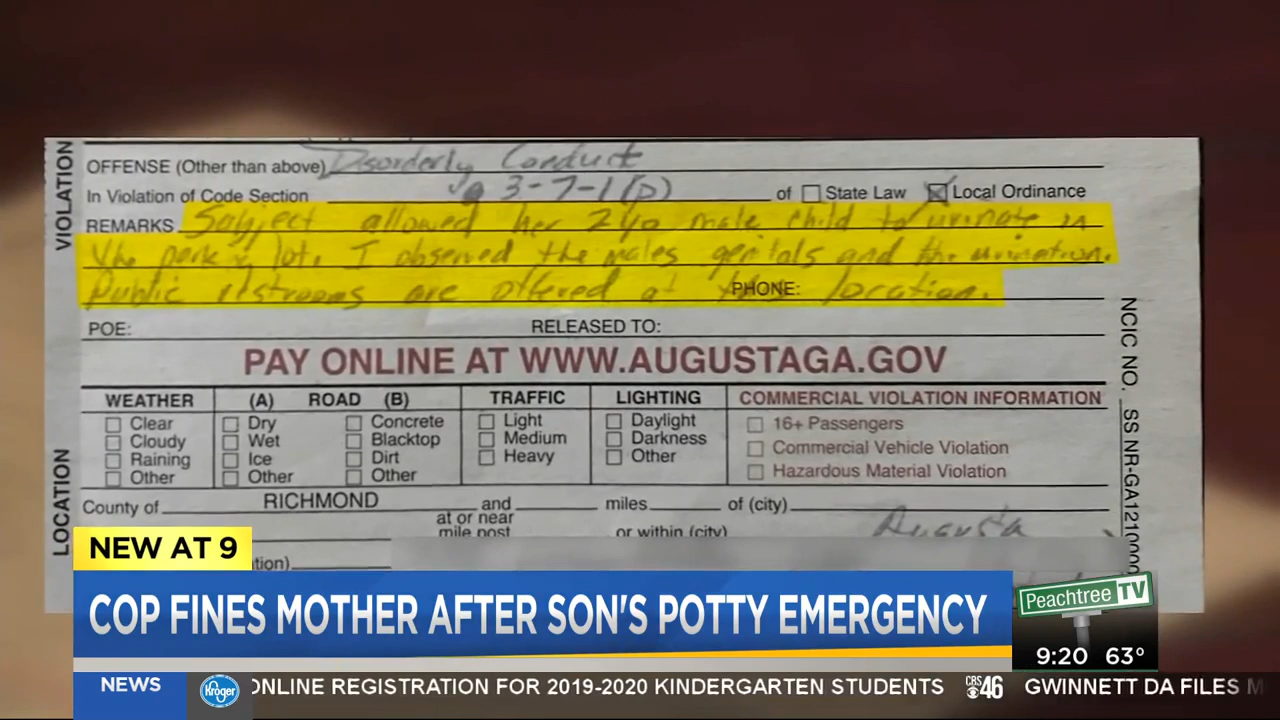 VIOLATION
OFFENSE (Other than above) Disorderly Conduct
In Violation of Code Section 3-7-1(D) of State Law Local Ordinance
REMARKS Subject allowed her 2 yo male child to urinate in
the park lot. I observed the males genitals and the urination.
Public restrooms are offered at location.
PHONE:
POE: RELEASED TO:
PAY ONLINE AT WWW.AUGUSTAGA.GOV
WEATHER (A) ROAD (B) TRAFFIC LIGHTING COMMERCIAL VIOLATION INFORMATION
Clear Dry Concrete Light Daylight 16+ Passengers
Cloudy Wet Blacktop Medium Darkness Commercial Vehicle Violation
Raining Ice Dirt Heavy Other Hazardous Material Violation
Other Other Other
LOCATION
County of RICHMOND and miles of (city)
at or near
mile post or within (city) Augusta
tion)
NCIC NO. SS NR-GA1210000
NEW AT 9
COP FINES MOTHER AFTER SON'S POTTY EMERGENCY
Peachtree TV
9:20 63°
NEWS Kroger ONLINE REGISTRATION FOR 2019-2020 KINDERGARTEN STUDENTS CBS 46 GWINNETT DA FILES M